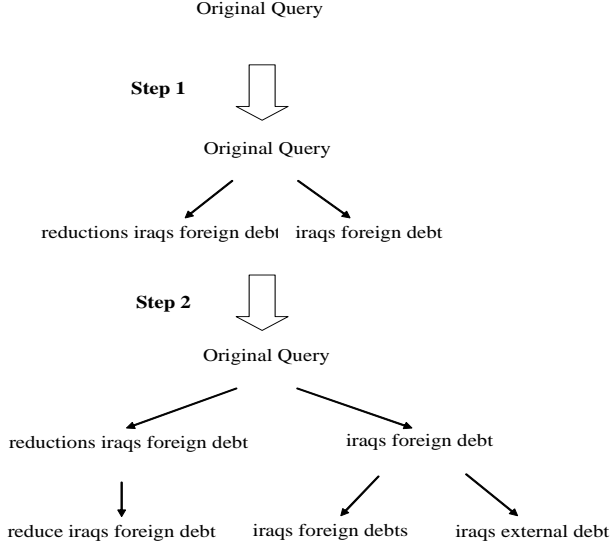 Original Query
Step 1
Original Query
reductions iraqs foreign debt iraqs foreign debt
Step 2
Original Query
reductions iraqs foreign debt iraqs foreign debt
reduce iraqs foreign debt iraqs foreign debts iraqs external debt